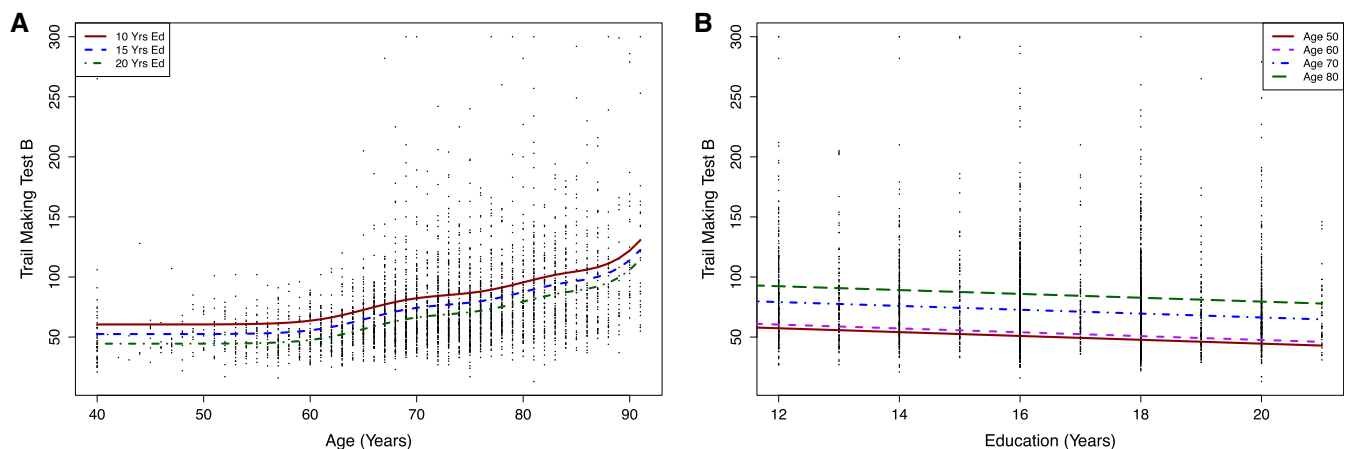 A
10 Yrs Ed
15 Yrs Ed
20 Yrs Ed
Trail Making Test B
300
250
200
150
100
50
40 50 60 70 80 90
Age (Years)
B
Age 50
Age 60
Age 70
Age 80
Trail Making Test B
300
250
200
150
100
50
12 14 16 18 20
Education (Years)